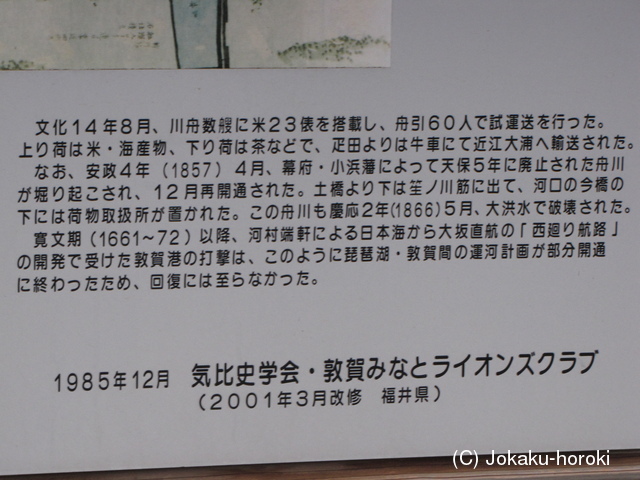 文化１４年８月、川舟数艘に米２３俵を搭載し、舟引６０人で試運送を行った。
上り荷は米・海産物、下り荷は茶などで、疋田よりは牛車にて近江大浦へ輸送された。
なお、安政４年（1857）４月、幕府・小浜藩によって天保５年に廃止された舟川
が堀り起こされ、１２月再開通された。土橋より下は笙ノ川筋に出て、河口の今橋の
下には荷物取扱所が置かれた。この舟川も慶応２年（1866）５月、大洪水で破壊された。
寛文期（1661～72）以降、河村端軒による日本海から大坂直航の「西廻り航路」
の開発で受けた敦賀港の打撃は、このように琵琶湖・敦賀間の運河計画が部分開通
に終わったため、回復には至らなかった。
1985年12月　気比史学会・敦賀みなとライオンズクラブ
（２００１年３月改修　福井県）
(C) Jokaku-horoki